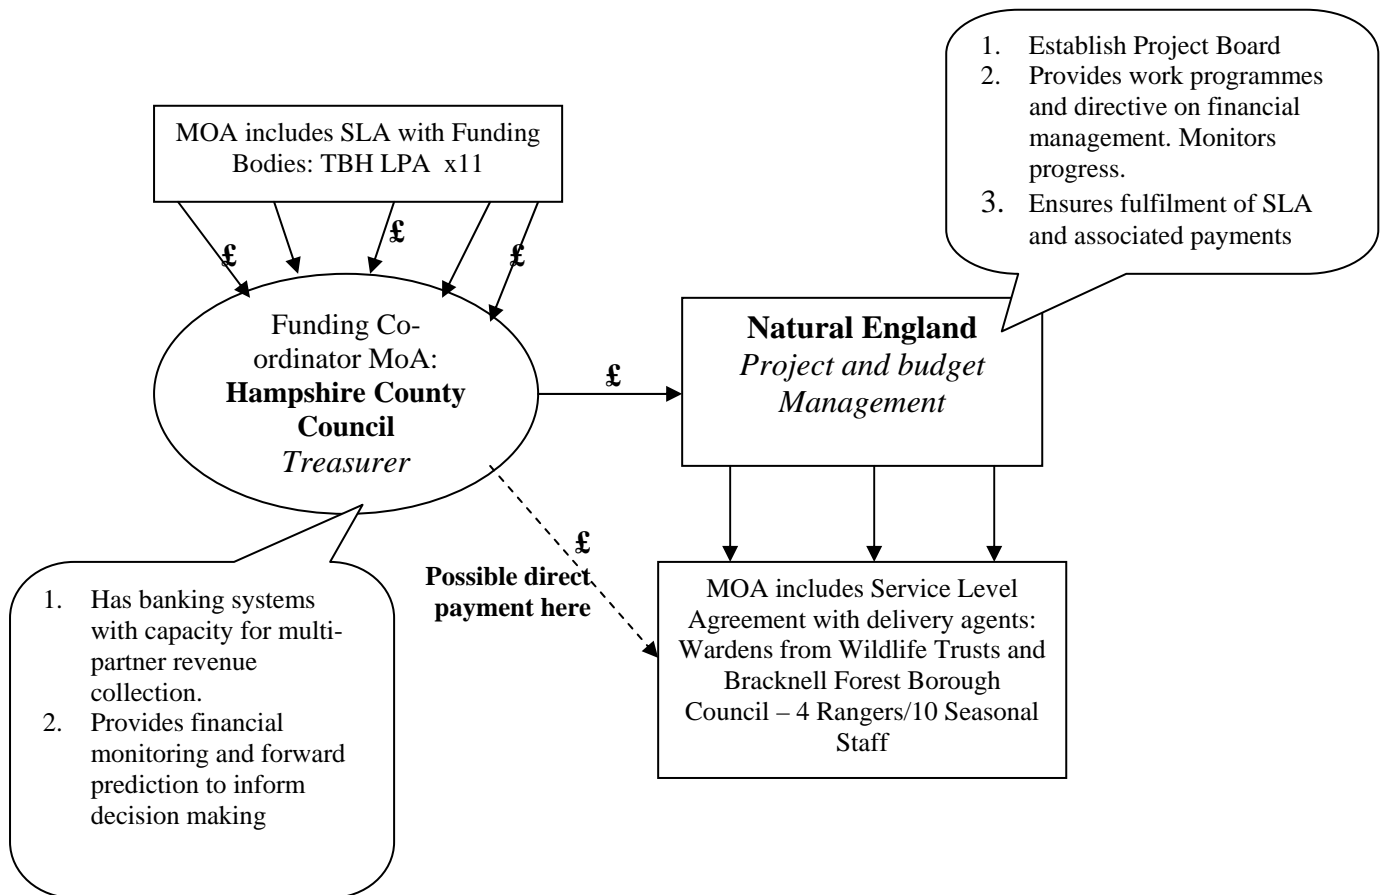 1. Establish Project Board
2. Provides work programmes
and directive on financial
management. Monitors
progress.
3. Ensures fulfilment of SLA
and associated payments
MOA includes SLA with Funding
Bodies: TBH LPA x11
£
£
£
Funding Co-
ordinator MoA:
Hampshire County
Council
Treasurer
£
Natural England
Project and budget
Management
£
Possible direct
payment here
MOA includes Service Level
Agreement with delivery agents:
Wardens from Wildlife Trusts and
Bracknell Forest Borough
Council – 4 Rangers/10 Seasonal
Staff
1. Has banking systems
with capacity for multi-
partner revenue
collection.
2. Provides financial
monitoring and forward
prediction to inform
decision making